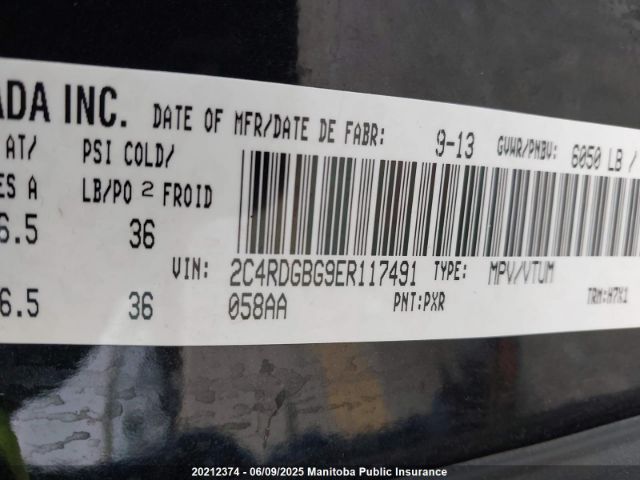 ADA INC. DATE OF MFR/DATE DE FABR: 9-13 GVWR/PNBV: 6050 LB /
AT/ PSI COLD/
ES A LB/PO 2 FROID
6.5 36
VIN: 2C4RDGBG9ER117491 TYPE: MPV/VTUM
6.5 36 058AA PNT:PXR TRM:H7X1
20212374 - 06/09/2025 Manitoba Public Insurance